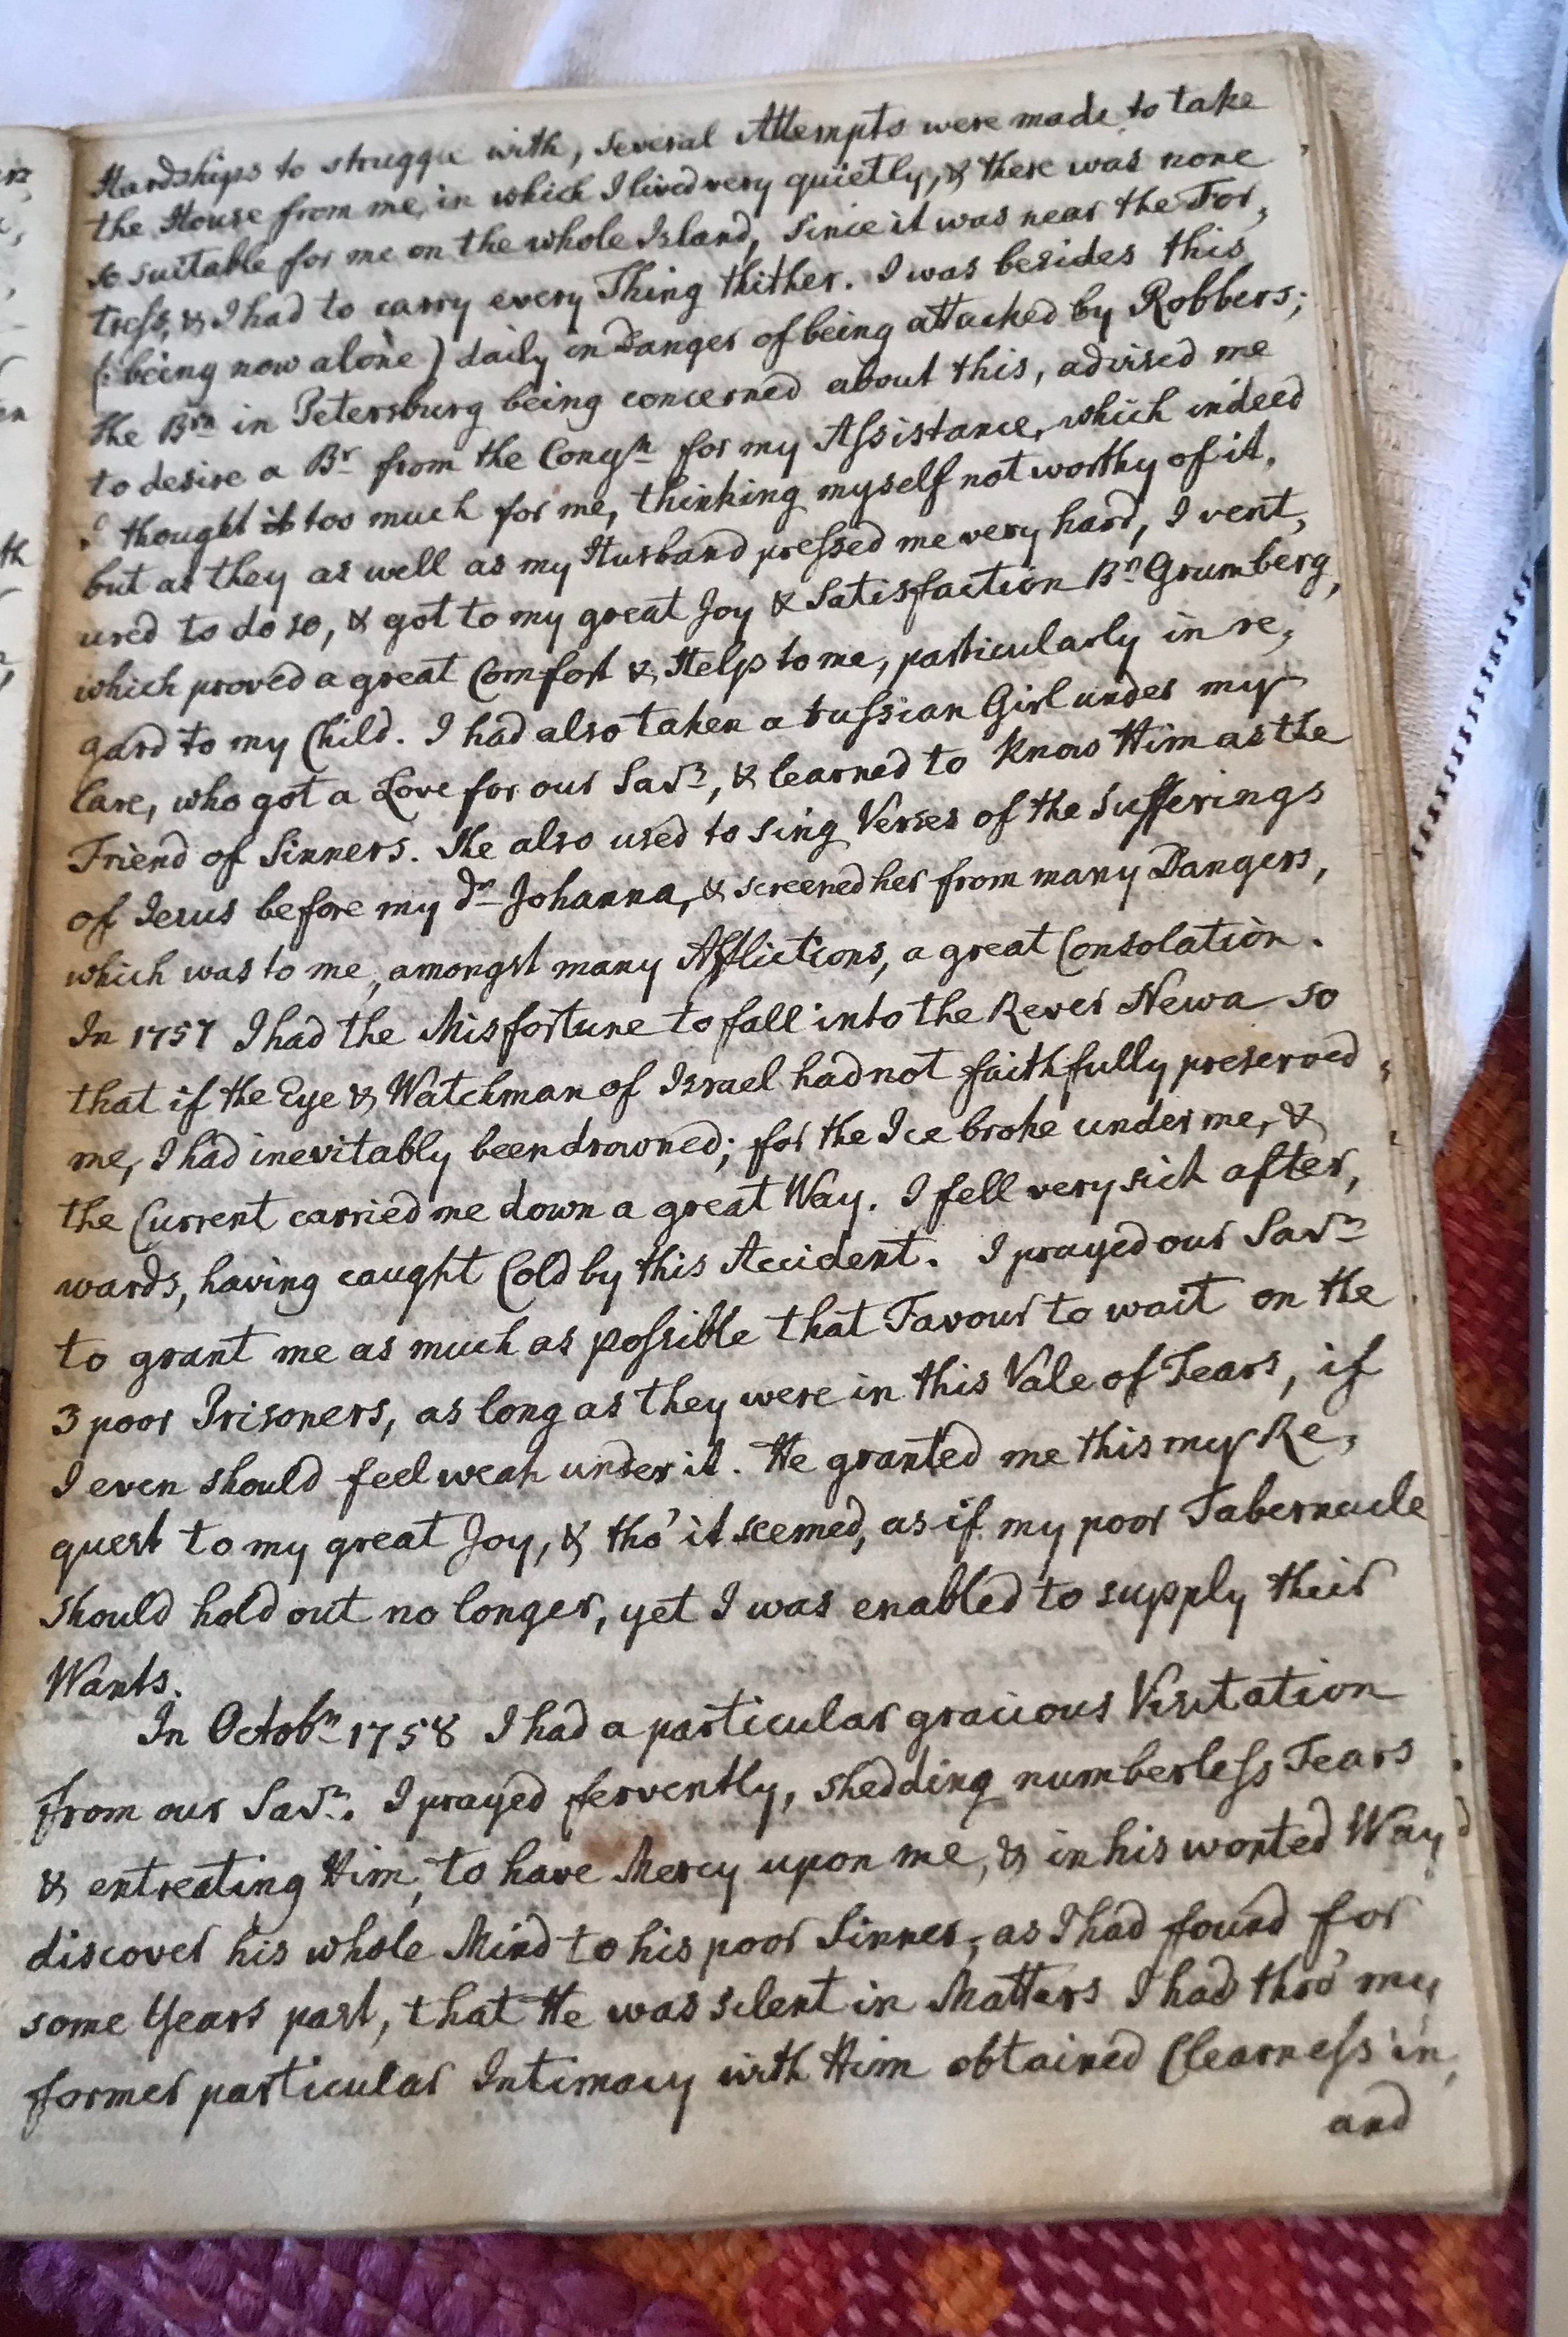 Hardships to struggle with, several Attempts were made to take
the House from me, in which I lived very quietly, & there was none
so suitable for me on the whole Island, since it was near the For,
tress, & I had to carry every Thing thither. I was besides this
(: being now alone) daily in Danger of being attacked by Robbers;
the Brn in Petersburg being concerned about this, advised me
to desire a Br from the Congn for my Assistance, which indeed
I thought it too much for me, thinking myself not worthy of it,
but as they as well as my Husband pressed me very hard, I vent,
ured to do so, & got to my great Joy & Satisfaction Brn Grumberg,
which proved a great Comfort & Help to me, particularly in re,
gard to my Child. I had also taken a russian Girl under my
Care, who got a Love for our Savr, & learned to know Him as the
Friend of Sinners. She also used to sing Verses of the Sufferings
of Jesus before my dr Johanna, & screened her from many Dangers,
which was to me, amongst many Afflictions, a great Consolation.
In 1757 I had the Misfortune to fall into the Rever Newa so
that if the Eye & Watchman of Israel had not faithfully preserved
me, I had inevitably been drowned; for the Ice broke under me, &
the Current carried me down a great Way. I fell very sick after,
wards, having caught Cold by this Accident. I prayed our Savr
to grant me as much as possible that Favour to wait on the
3 poor Prisoners, as long as they were in this Vale of Tears, if
I even should feel weak under it. He granted me this my Re,
quest to my great Joy, & tho' it seemed, as if my poor Tabernacle
should hold out no longer, yet I was enabled to supply their
Wants.
In Octobr 1758 I had a particular gracious Visitation
from our Savr. I prayed fervently, shedding numberless Tears
& entreating Him, to have Mercy upon me, & in his wonted Way
discover his whole Mind to his poor Sinner, as I had found for
some Years past, that He was silent in Matters I had thro' my
former particular Intimacy with Him obtained Clearness in,
and